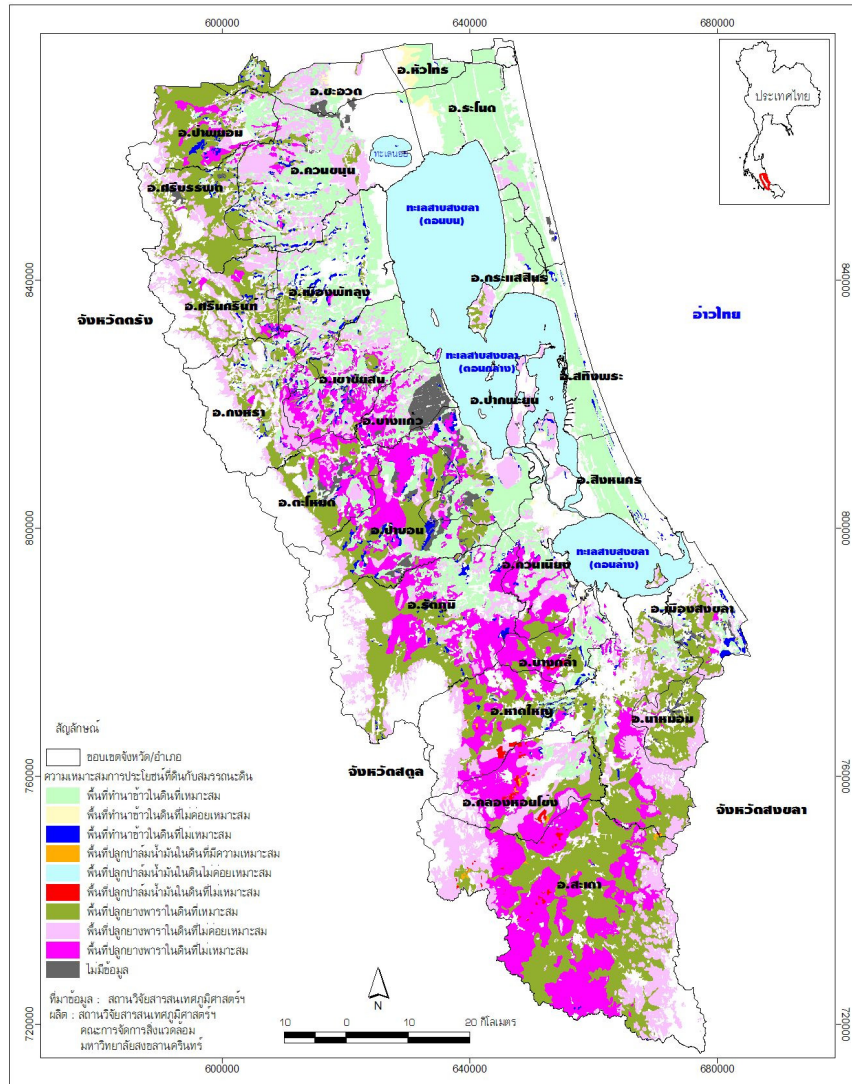 600000
640000
680000
อ.หัวไทร
อ.ชะอวด
อ.ระโนด
ประเทศไทย
อ.ป่าพยอม
ทะเลน้อย
อ.ควนขนุน
อ.ศรีบรรพต
ทะเลสาบสงขลา
(ตอนบน)
840000
840000
อ.กระแสสินธุ์
อ.เมืองพัทลุง
อ.ศรีนครินทร์
จังหวัดตรัง
อ่าวไทย
ทะเลสาบสงขลา
(ตอนกลาง)
อ.สทิงพระ
อ.เขาชัยสน
อ.ปากพะยูน
อ.กงหรา
อ.บางแก้ว
อ.สิงหนคร
อ.ตะโหมด
800000
800000
อ.ป่าบอน
ทะเลสาบสงขลา
(ตอนล่าง)
อ.ควนเนียง
อ.รัตภูมิ
อ.เมืองสงขลา
อ.บางกล่ำ
อ.หาดใหญ่
อ.นาหม่อม
สัญลักษณ์
ขอบเขตจังหวัด/อำเภอ
จังหวัดสตูล
ความเหมาะสมการประโยชน์ที่ดินกับสมรรถนะดิน
760000
760000
พื้นที่ทำนาข้าวในดินที่เหมาะสม
อ.คลองหอยโข่ง
จังหวัดสงขลา
พื้นที่ทำนาข้าวในดินที่ไม่ค่อยเหมาะสม
พื้นที่ทำนาข้าวในดินที่ไม่เหมาะสม
พื้นที่ปลูกปาล์มน้ำมันในดินที่มีความเหมาะสม
พื้นที่ปลูกปาล์มน้ำมันในดินไม่ค่อยเหมาะสม
อ.สะเดา
พื้นที่ปลูกปาล์มน้ำมันในดินที่ไม่เหมาะสม
พื้นที่ปลูกยางพาราในดินที่เหมาะสม
พื้นที่ปลูกยางพาราในดินที่ไม่ค่อยเหมาะสม
พื้นที่ปลูกยางพาราในดินที่ไม่เหมาะสม
ไม่มีข้อมูล
ที่มาข้อมูล : สถานวิจัยสารสนเทศภูมิศาสตร์ฯ
ผลิต : สถานวิจัยสารสนเทศภูมิศาสตร์ฯ
คณะการจัดการสิ่งแวดล้อม
มหาวิทยาลัยสงขลานครินทร์
N
10 0 10 20 กิโลเมตร
720000
720000
600000
640000
680000